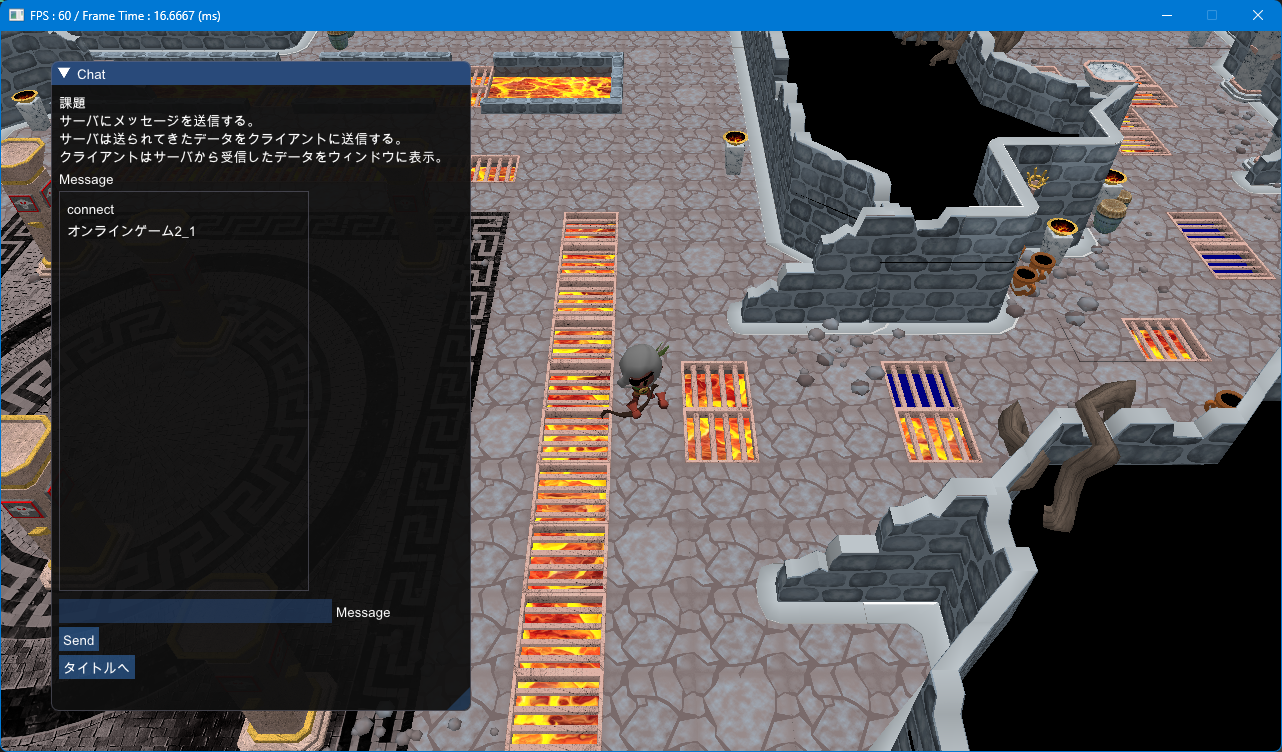 FPS : 60 / Frame Time : 16.6667 (ms)
Chat
課題
サーバにメッセージを送信する。
サーバは送られてきたデータをクライアントに送信する。
クライアントはサーバから受信したデータをウィンドウに表示。
Message
connect
オンラインゲーム2_1
Message
Send
タイトルへ